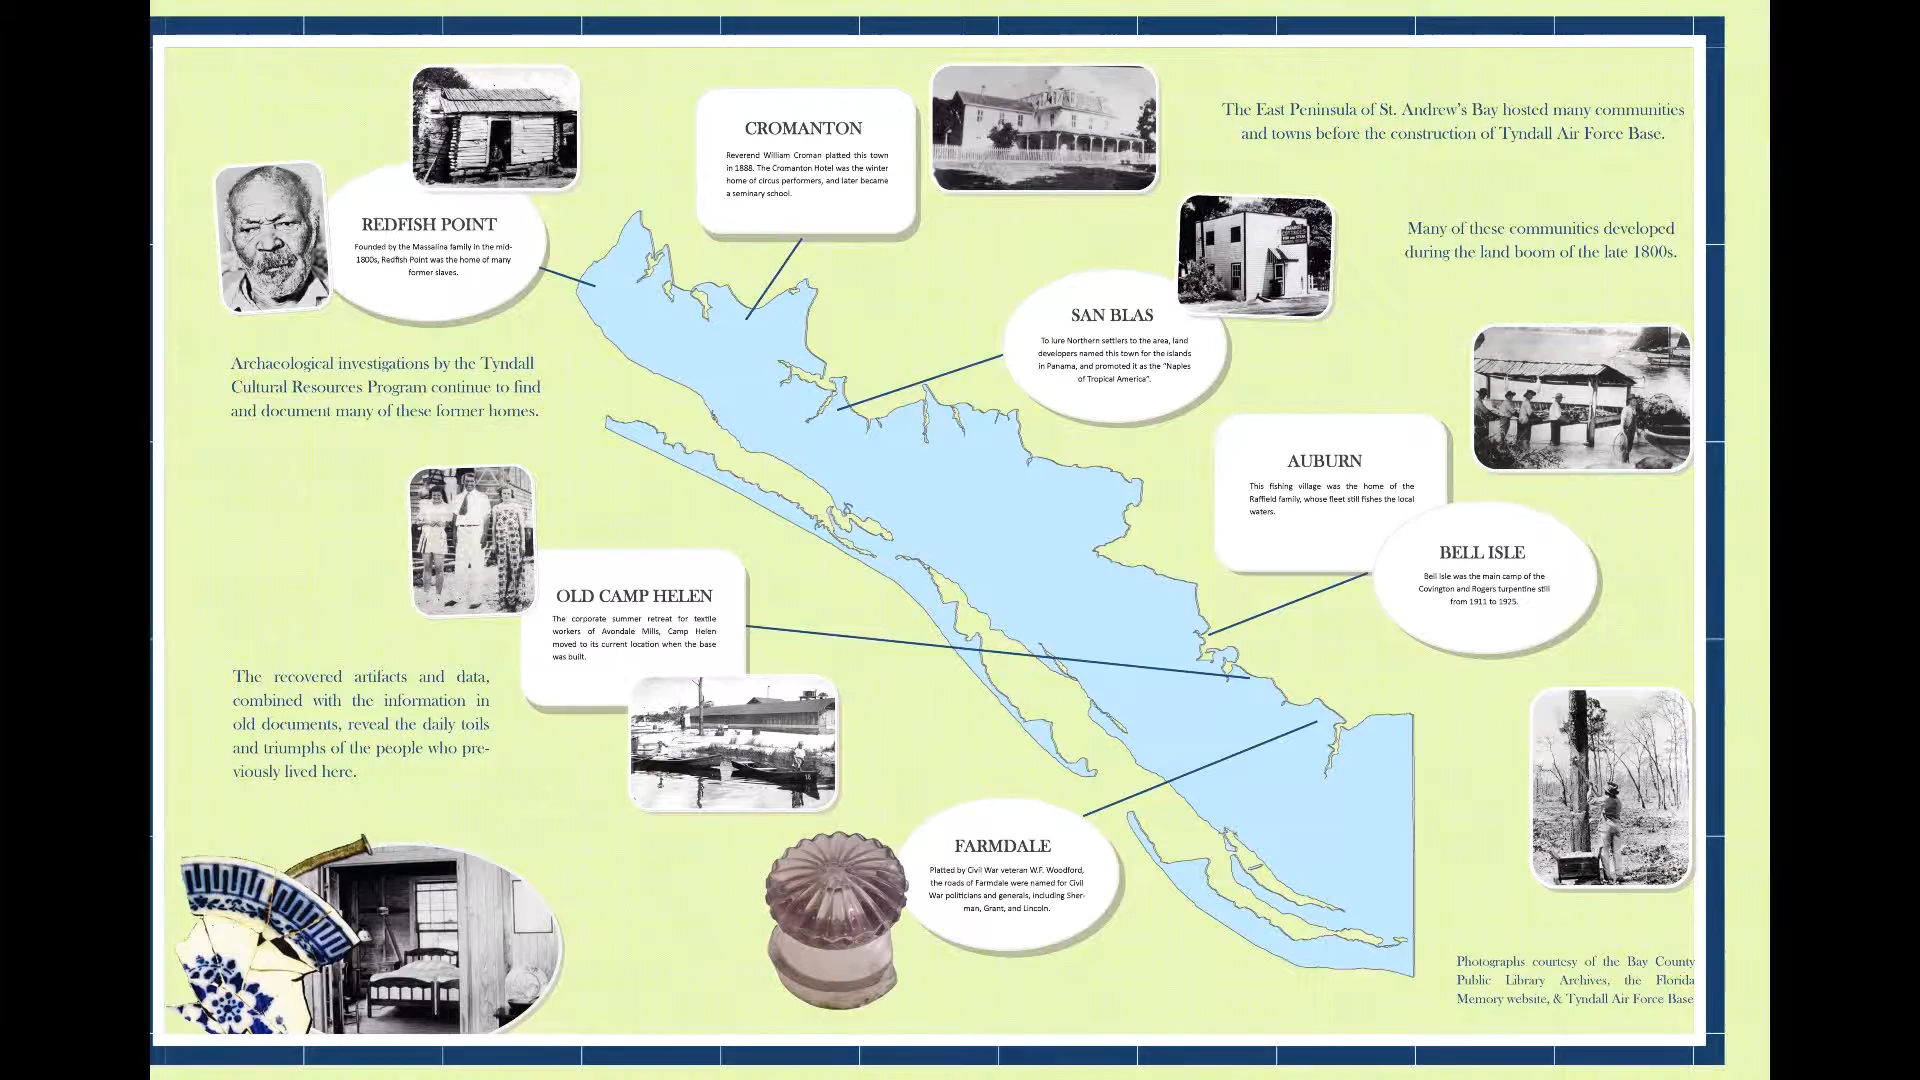 REDFISH POINT
Founded by the Massalina family in the mid-
1800s, Redfish Point was the home of many
former slaves.
CROMANTON
Reverend William Croman platted this town
in 1888. The Cromanton Hotel was the winter
home of circus performers, and later became
a seminary school.
The East Peninsula of St. Andrew's Bay hosted many communities
and towns before the construction of Tyndall Air Force Base.
Many of these communities developed
during the land boom of the late 1800s.
SAN BLAS
To lure Northern settlers to the area, land
developers named this town for the islands
in Panama, and promoted it as the "Naples
of Tropical America".
Archaeological investigations by the Tyndall
Cultural Resources Program continue to find
and document many of these former homes.
AUBURN
This fishing village was the home of the
Raffield family, whose fleet still fishes the local
waters.
BELL ISLE
Bell Isle was the main camp of the
Covington and Rogers turpentine still
from 1911 to 1925.
OLD CAMP HELEN
The corporate summer retreat for textile
workers of Avondale Mills, Camp Helen
moved to its current location when the base
was built.
The recovered artifacts and data,
combined with the information in
old documents, reveal the daily toils
and triumphs of the people who pre-
viously lived here.
FARMDALE
Platted by Civil War veteran W.F. Woodford,
the roads of Farmdale were named for Civil
War politicians and generals, including Sher-
man, Grant, and Lincoln.
Photographs courtesy of the Bay County
Public Library Archives, the Florida
Memory website, & Tyndall Air Force Base